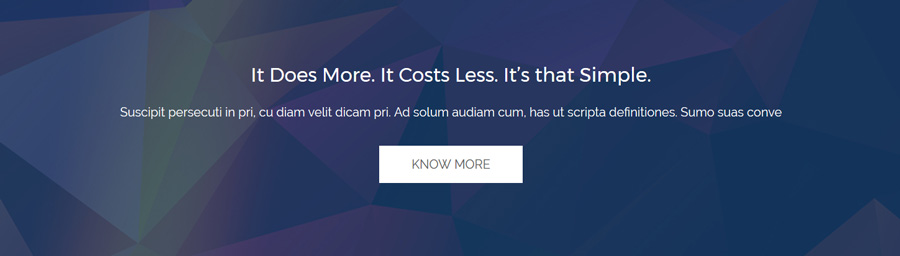 It Does More. It Costs Less. It's that Simple.
Suscipit persecuti in pri, cu diam velit dicam pri. Ad solum audiam cum, has ut scripta definitiones. Sumo suas conve
KNOW MORE